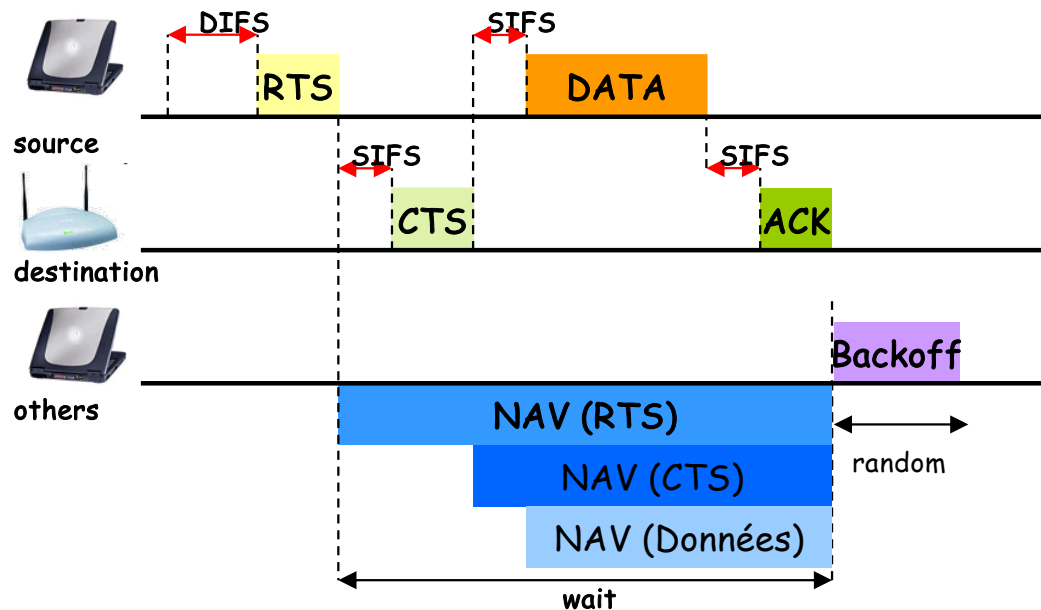 DIFS
SIFS
RTS
DATA
source
SIFS
SIFS
CTS
ACK
destination
Backoff
others
NAV (RTS)
random
NAV (CTS)
NAV (Données)
wait